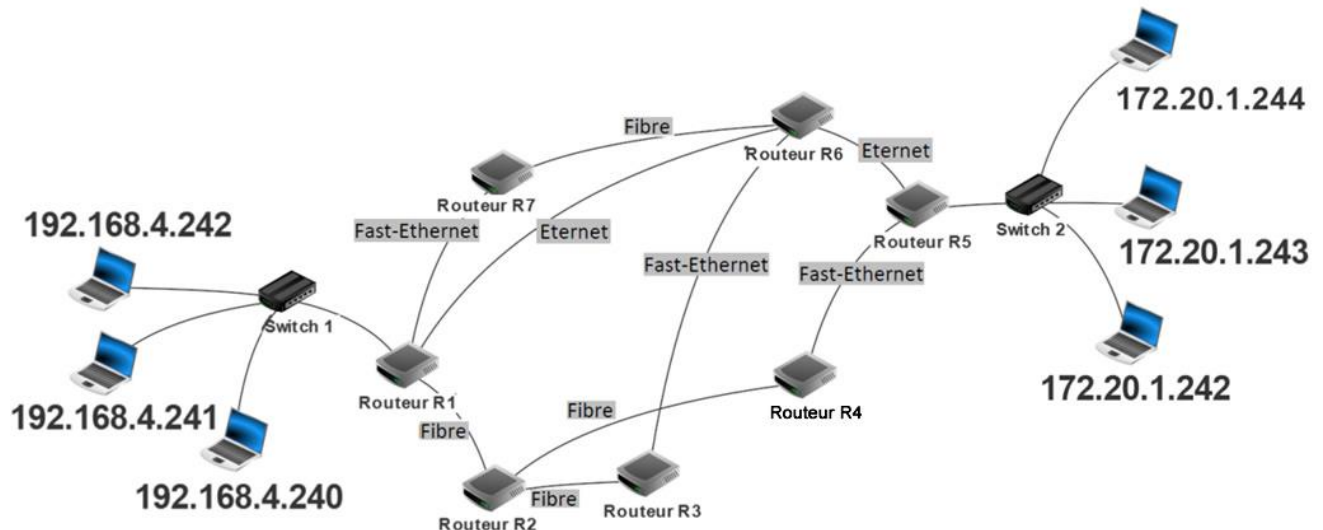 172.20.1.244
Fibre
Routeur R6
Eternet
Routeur R7
192.168.4.242
Fast-Ethernet
Eternet
Routeur R5
Switch 2
172.20.1.243
Fast-Ethernet
Fast-Ethernet
Switch 1
Routeur R1
172.20.1.242
192.168.4.241
Fibre
Routeur R4
Fibre
192.168.4.240
Fibre
Routeur R3
Routeur R2